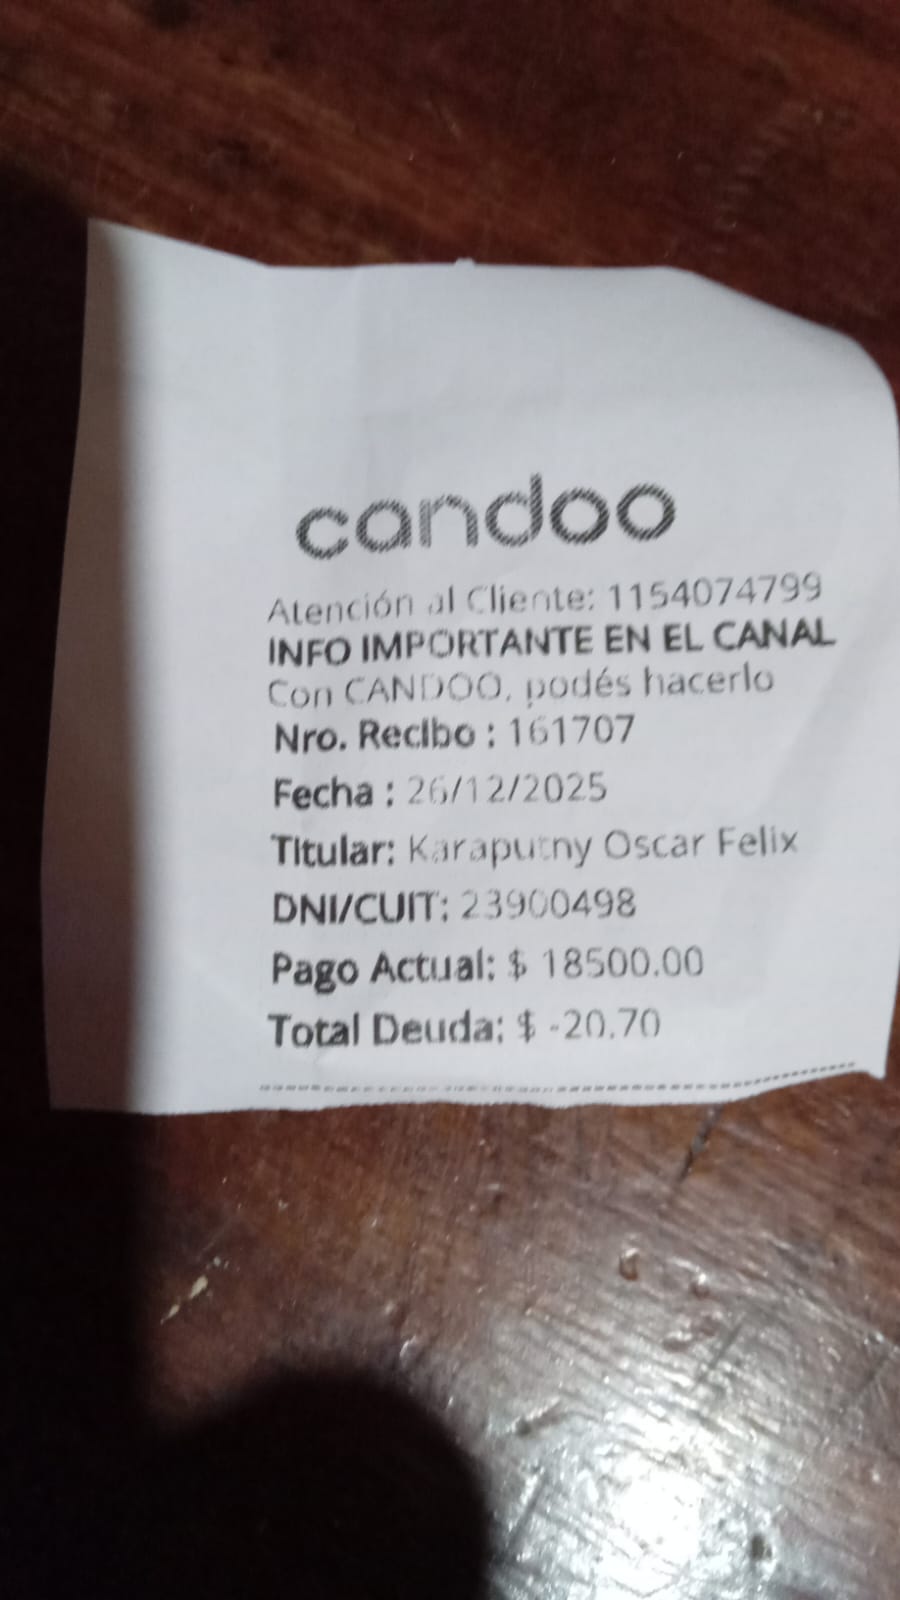 candoo
Atención al Cliente: 1154074799
INFO IMPORTANTE EN EL CANAL
Con CANDOO, podés hacerlo
Nro. Recibo : 161707
Fecha : 26/12/2025
Titular: Karaputny Oscar Felix
DNI/CUIT: 23900498
Pago Actual: $ 18500.00
Total Deuda: $ -20.70